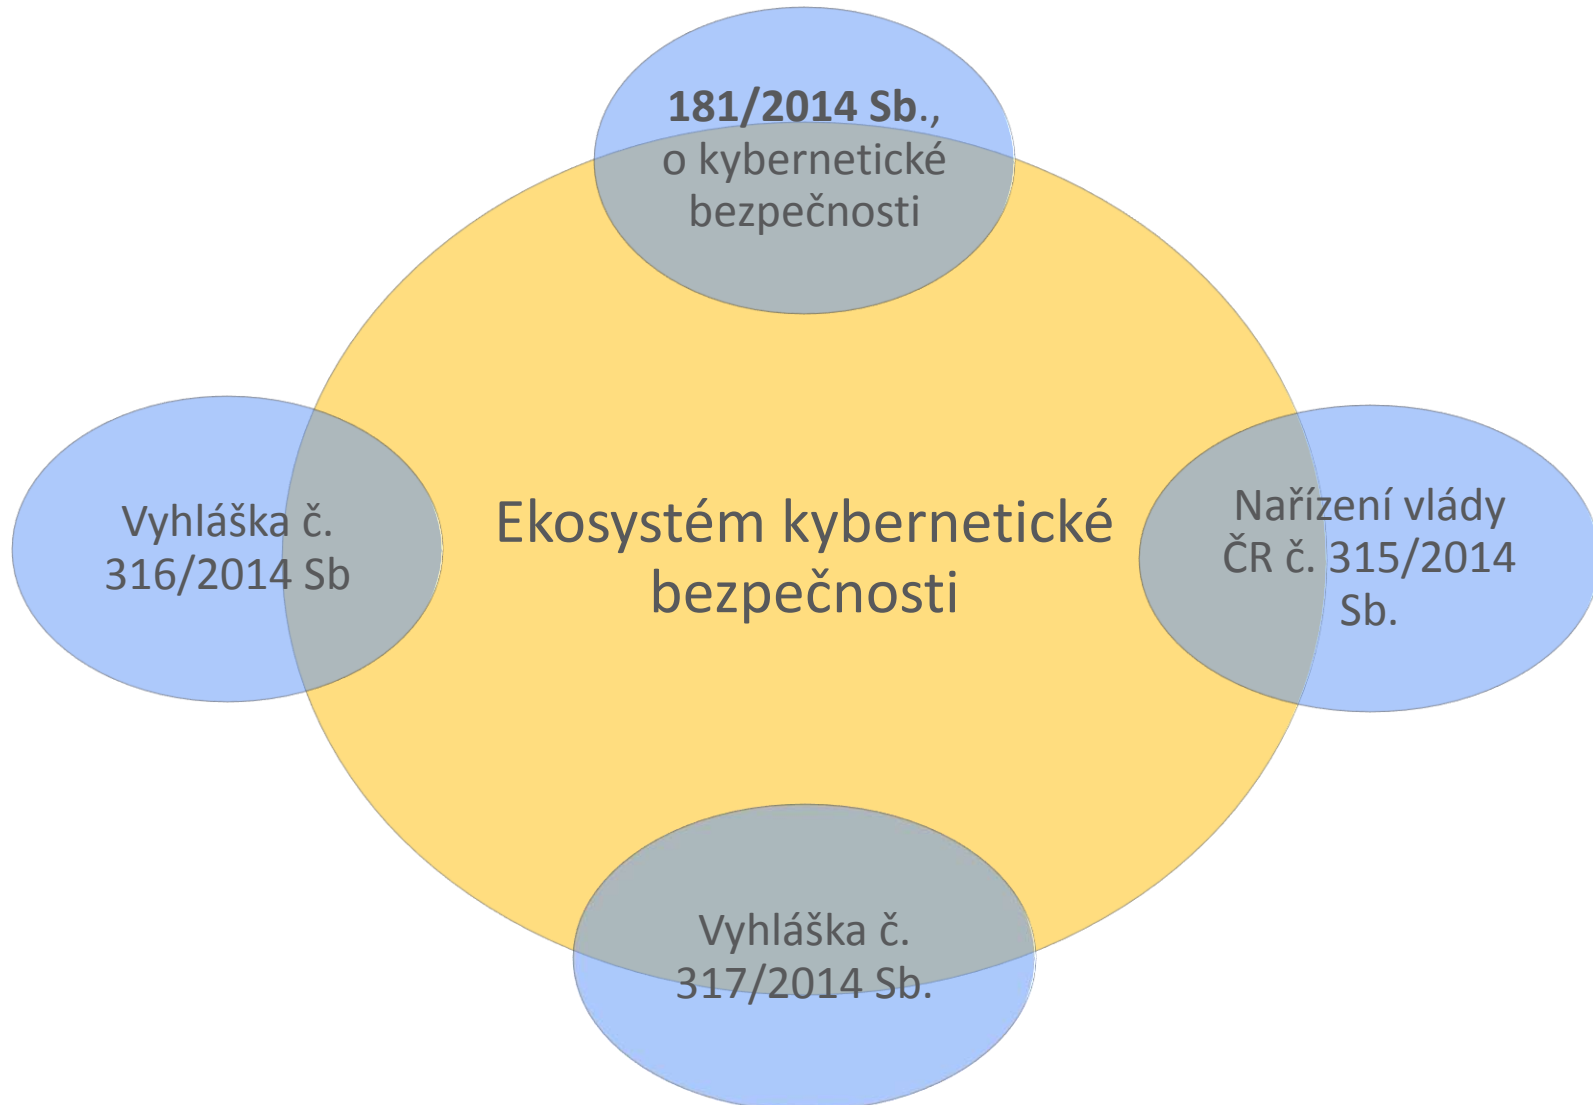 181/2014 Sb.,
o kybernetické
bezpečnosti
Vyhláška č.
316/2014 Sb
Ekosystém kybernetické
bezpečnosti
Nařízení vlády
ČR č. 315/2014
Sb.
Vyhláška č.
317/2014 Sb.